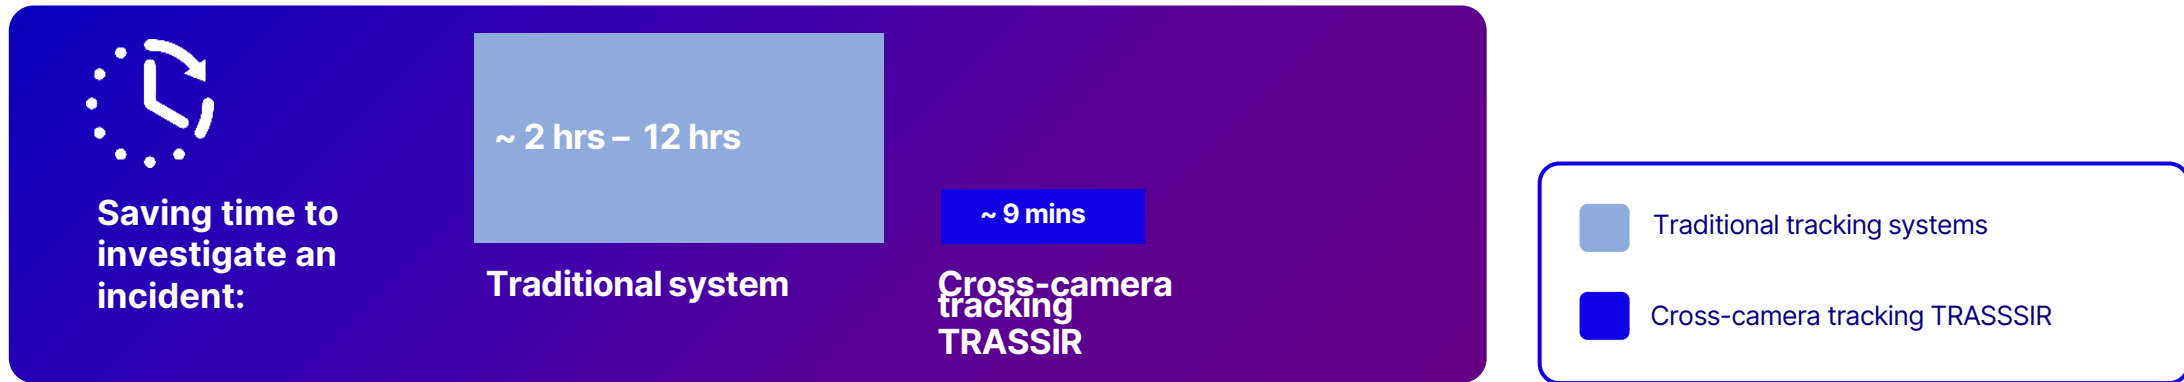 ~ 2 hrs – 12 hrs
~ 9 mins
Saving time to
investigate an
incident:
Traditional system
Cross-camera
tracking
TRASSIR
Traditional tracking systems
Cross-camera tracking TRASSSIR